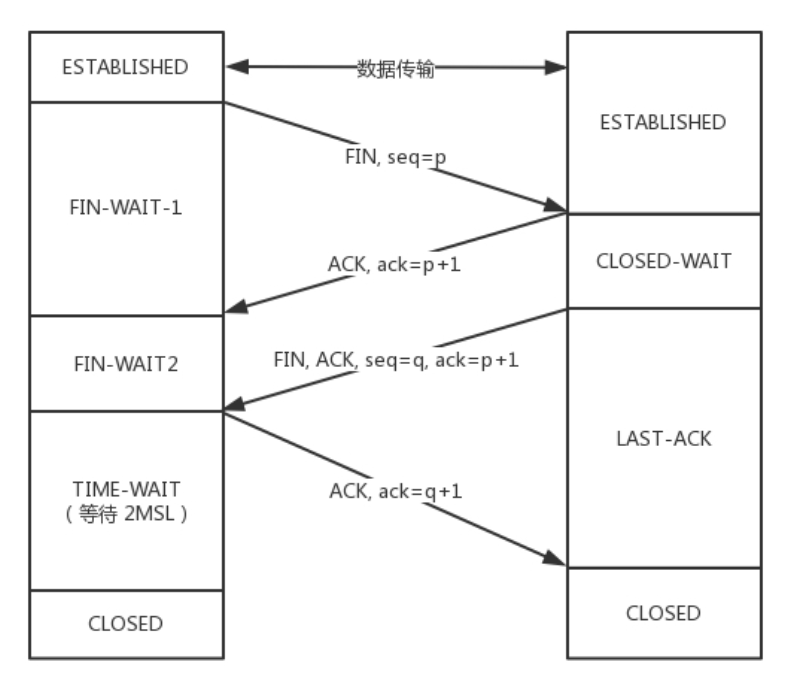 ESTABLISHED
数据传输
ESTABLISHED
FIN, seq=p
FIN-WAIT-1
ACK, ack=p+1
CLOSED-WAIT
FIN-WAIT2
FIN, ACK, seq=q, ack=p+1
LAST-ACK
TIME-WAIT
（等待 2MSL）
ACK, ack=q+1
CLOSED
CLOSED